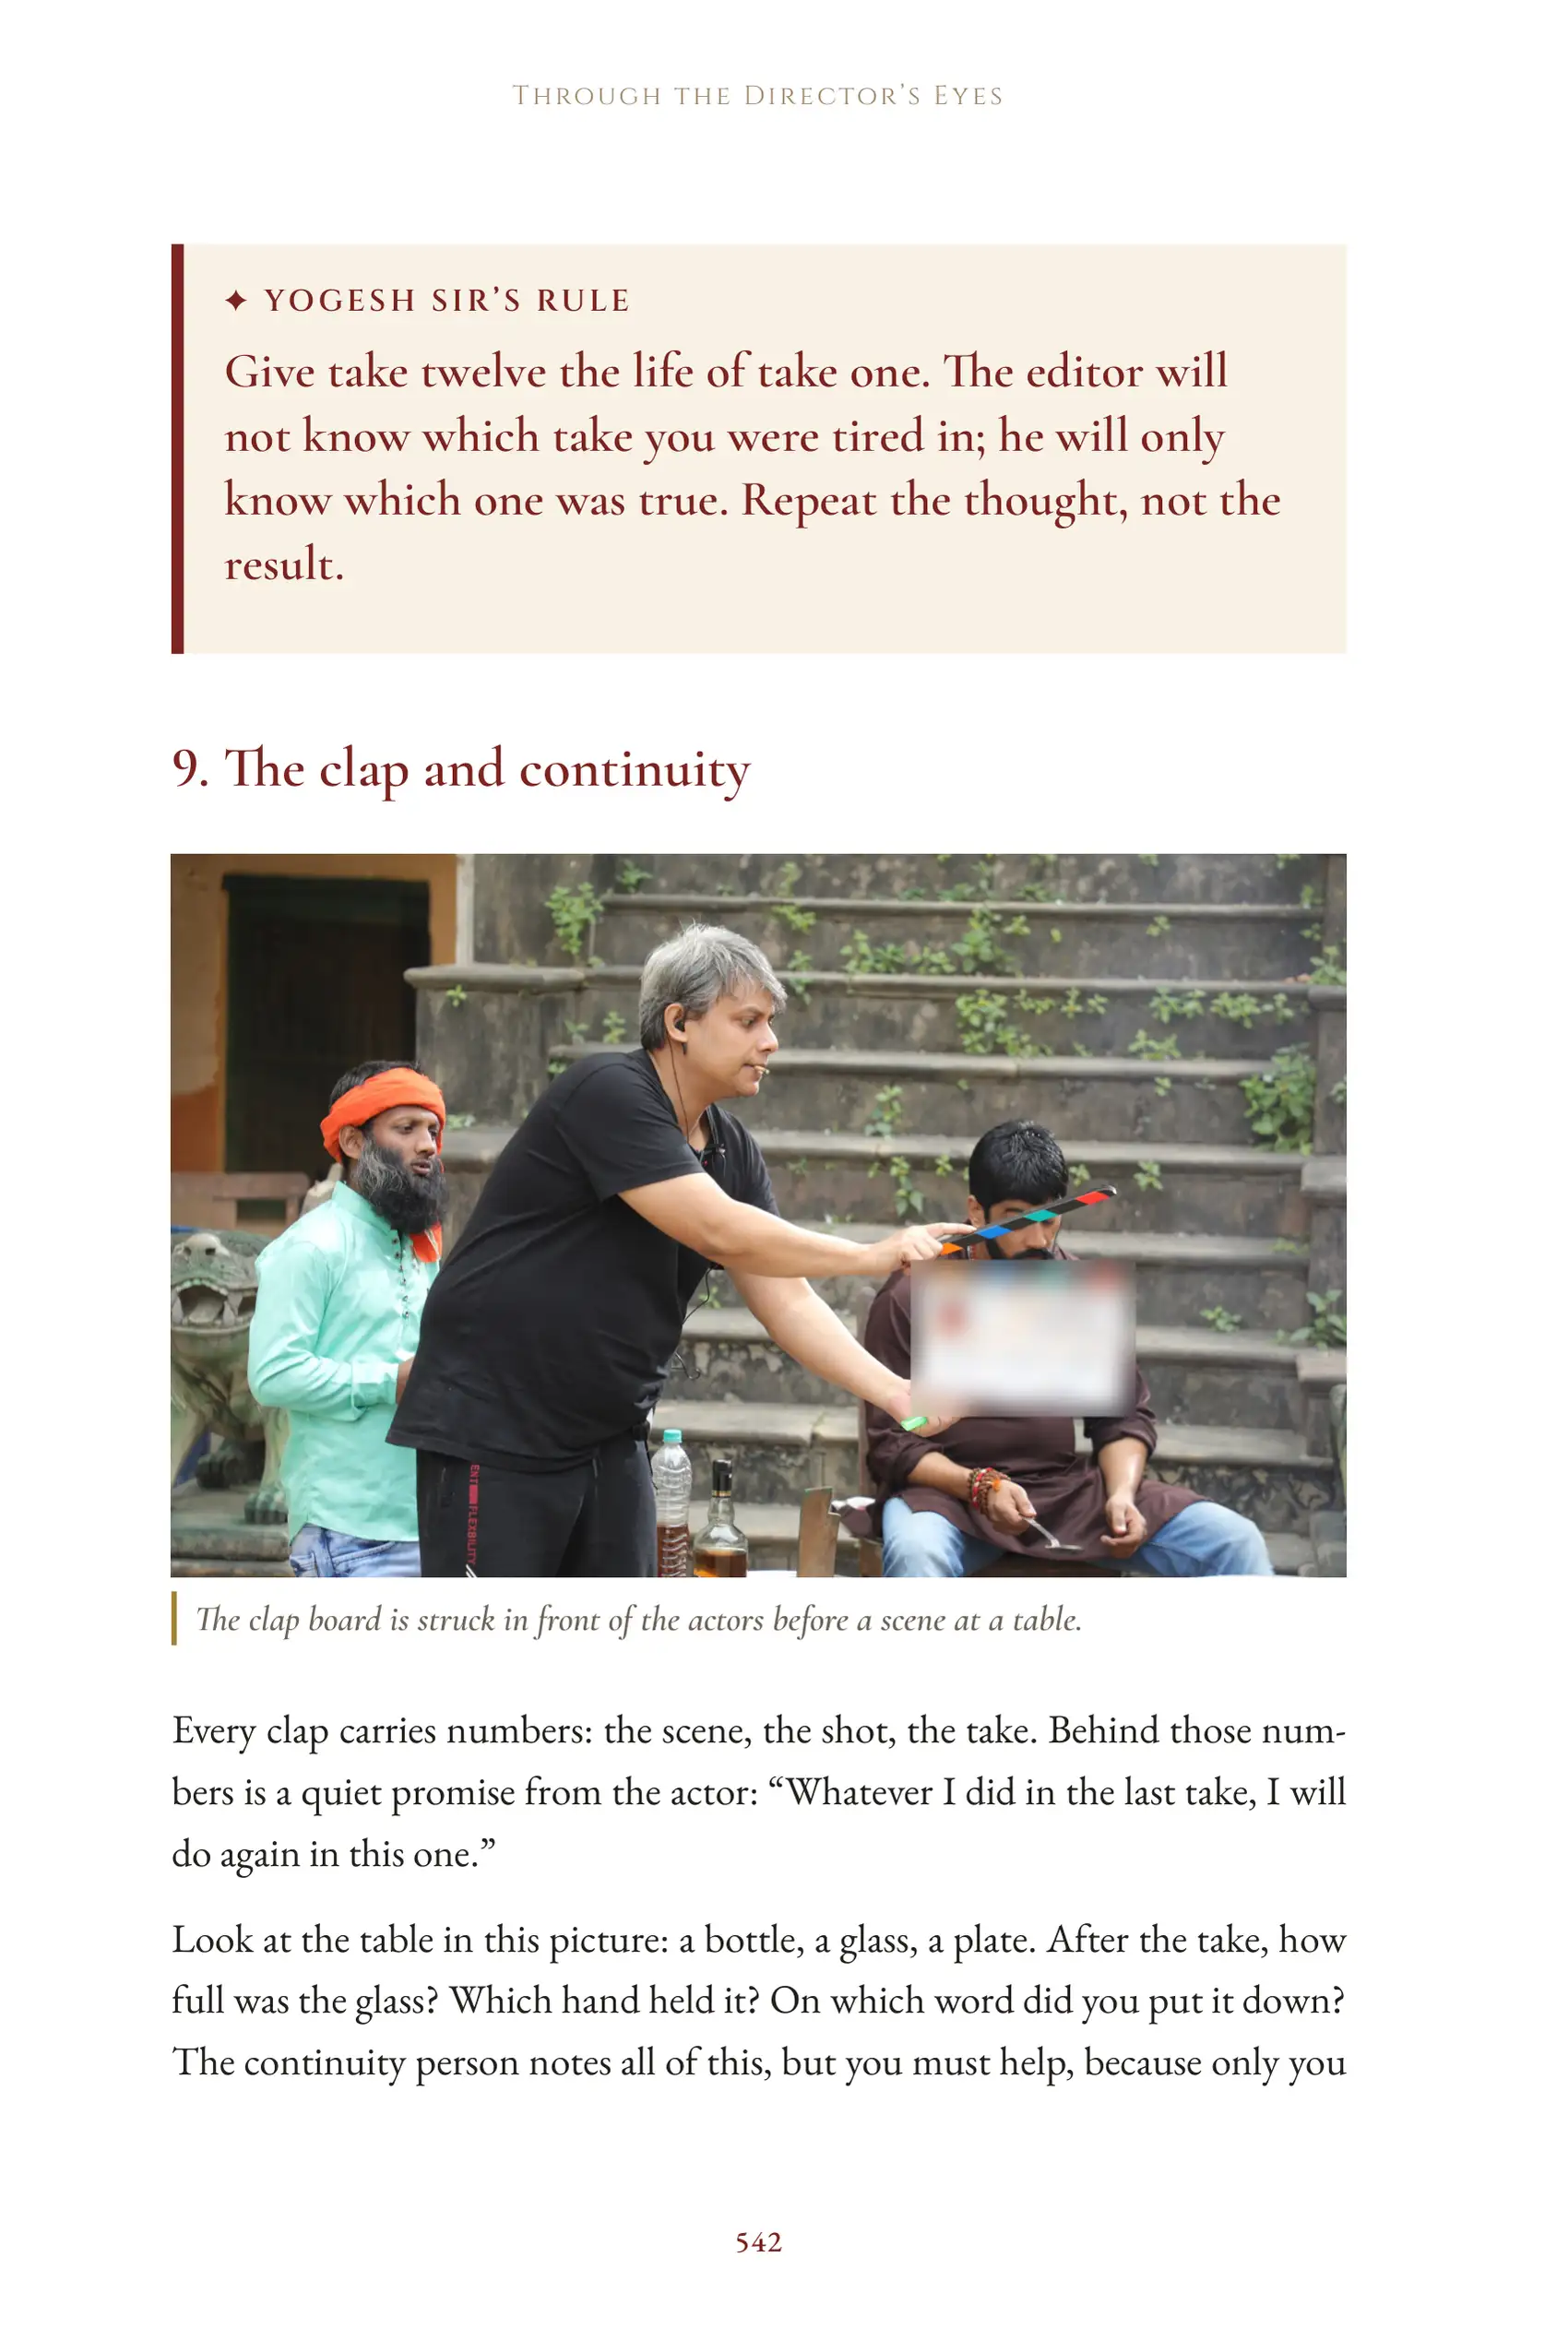 THROUGH THE DIRECTOR’S EYES
✦ YOGESH SIR’S RULE
Give take twelve the life of take one. The editor will
not know which take you were tired in; he will only
know which one was true. Repeat the thought, not the
result.
9. The clap and continuity
FLEXIBILITY
The clap board is struck in front of the actors before a scene at a table.
Every clap carries numbers: the scene, the shot, the take. Behind those num-
bers is a quiet promise from the actor: “Whatever I did in the last take, I will
do again in this one.”
Look at the table in this picture: a bottle, a glass, a plate. After the take, how
full was the glass? Which hand held it? On which word did you put it down?
The continuity person notes all of this, but you must help, because only you
542